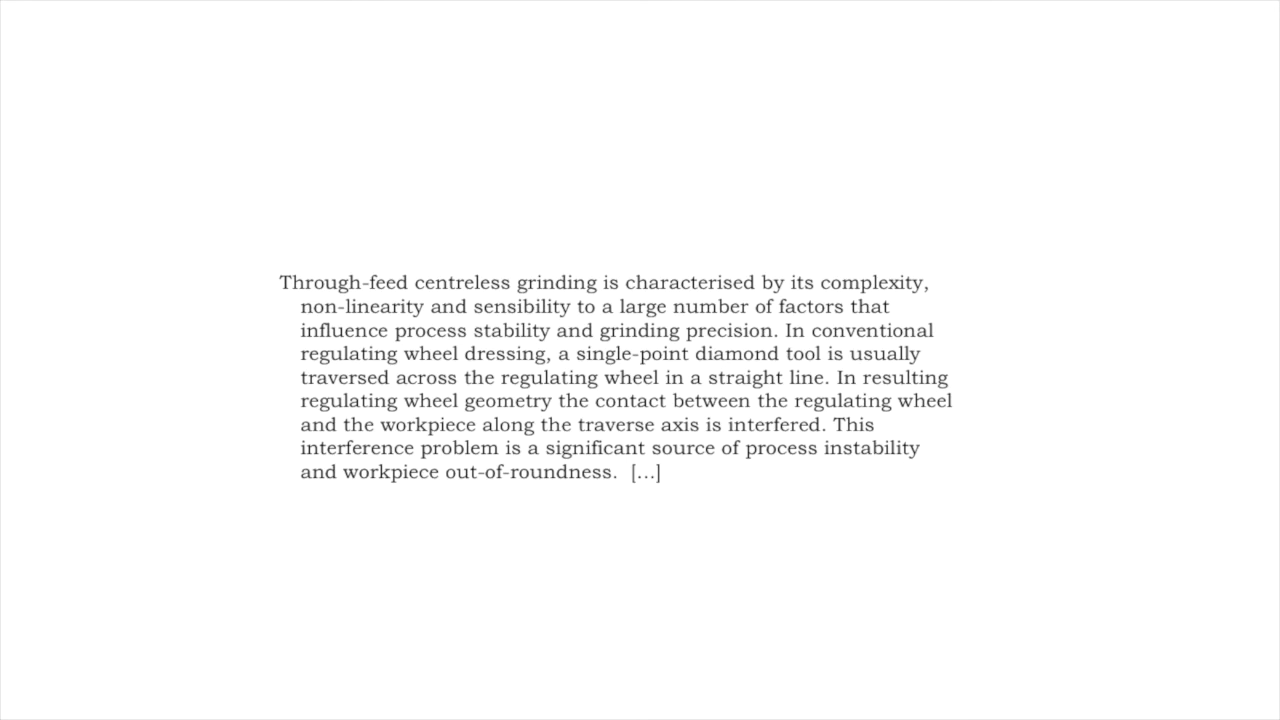 Through-feed centreless grinding is characterised by its complexity,
non-linearity and sensibility to a large number of factors that
influence process stability and grinding precision. In conventional
regulating wheel dressing, a single-point diamond tool is usually
traversed across the regulating wheel in a straight line. In resulting
regulating wheel geometry the contact between the regulating wheel
and the workpiece along the traverse axis is interfered. This
interference problem is a significant source of process instability
and workpiece out-of-roundness.  [...]